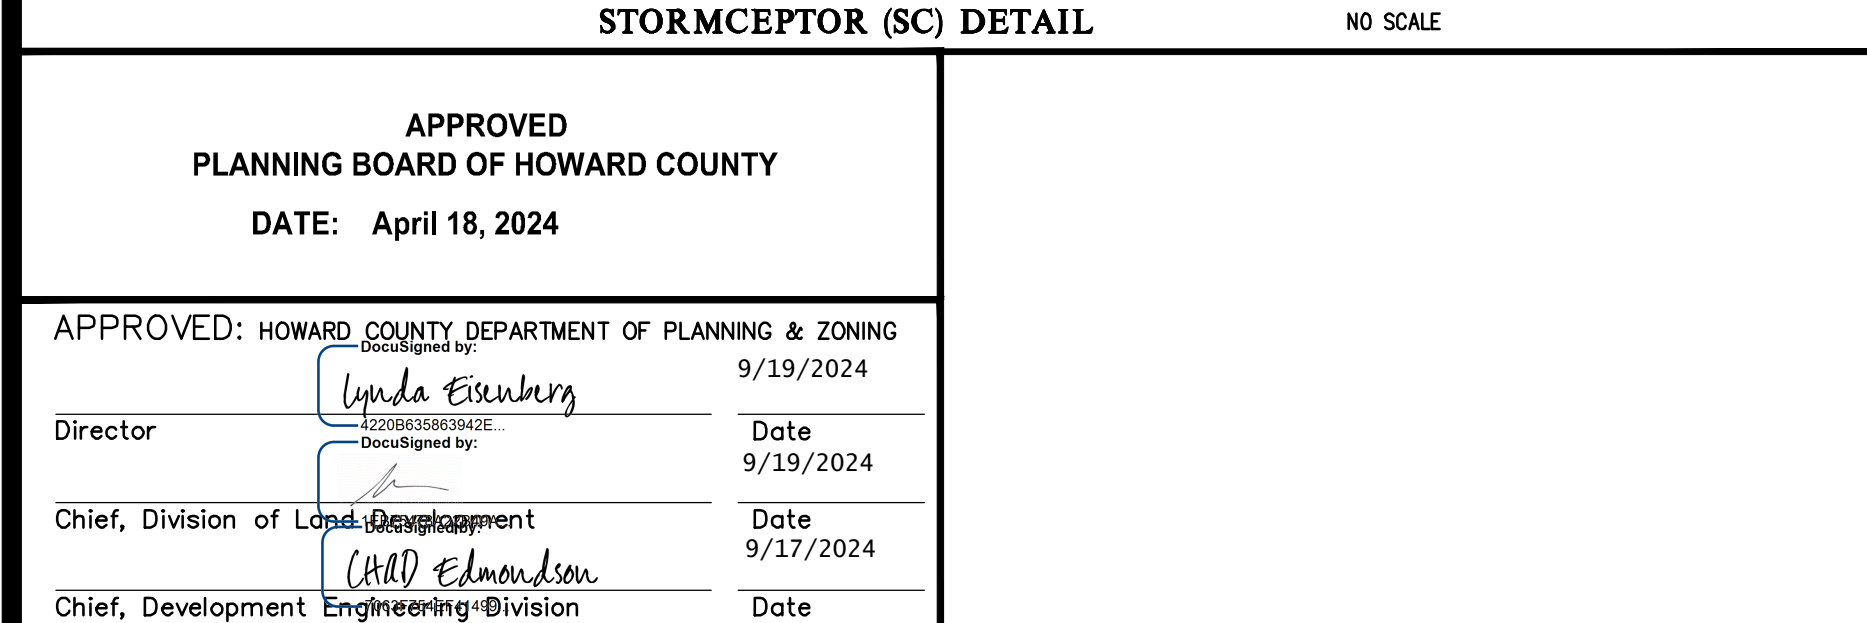 STORMCEPTOR (SC) DETAIL NO SCALE
APPROVED
PLANNING BOARD OF HOWARD COUNTY
DATE: April 18, 2024
APPROVED: HOWARD COUNTY DEPARTMENT OF PLANNING & ZONING
DocuSigned by:
9/19/2024
Lynda Eisenberg
4220B635863942E...
Director Date
DocuSigned by:
9/19/2024
Chief, Division of Land Development Date
DocuSigned by:
9/17/2024
CHAD Edmondson
Chief, Development Engineering Division Date